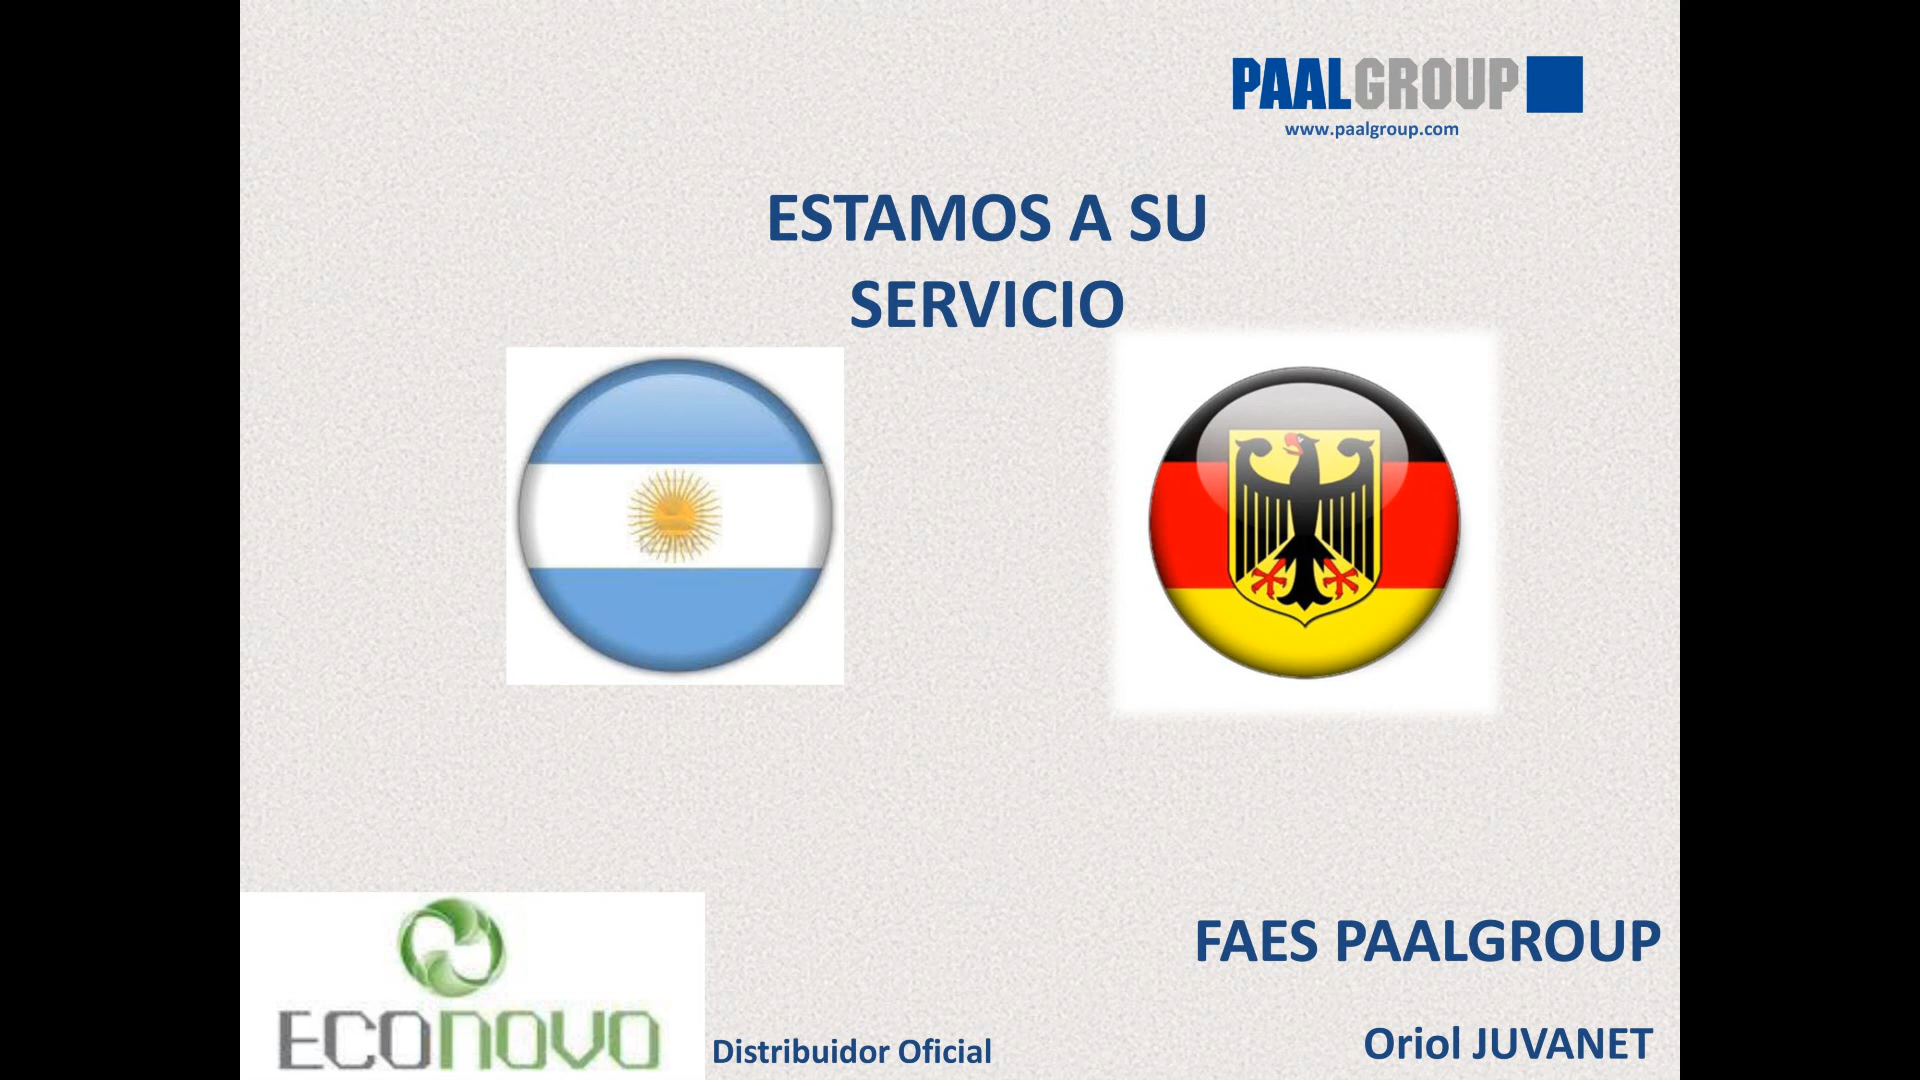 PAALGROUP
www.paalgroup.com
ESTAMOS A SU
SERVICIO
FAES PAALGROUP
ECONOVO
Distribuidor Oficial
Oriol JUVANET